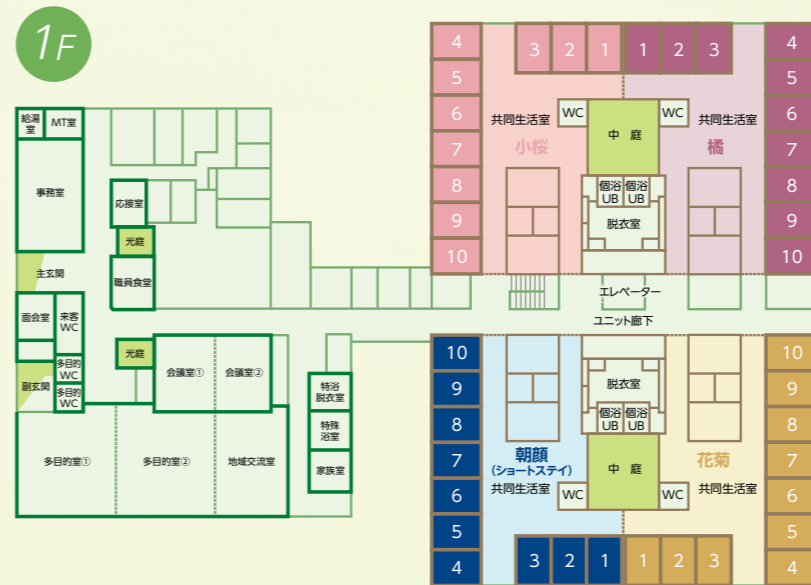 1F
給湯
室
MT室
事務室
応接室
光庭
職員食堂
主玄関
面会室
来客
WC
多目的
WC
多目的
WC
副玄関
光庭
会議室①
会議室②
多目的室①
多目的室②
地域交流室
特浴
脱衣室
特殊
浴室
家族室
4
5
6
7
8
9
10
3 2 1
共同生活室
小桜
WC
中庭
WC
個浴
UB
個浴
UB
脱衣室
1 2 3
共同生活室
橘
4
5
6
7
8
9
10
エレベーター
ユニット廊下
10
9
8
7
6
5
4
朝顔
(ショートステイ)
共同生活室
3 2 1
脱衣室
個浴
UB
個浴
UB
中庭
WC
WC
花菊
共同生活室
1 2 3
10
9
8
7
6
5
4